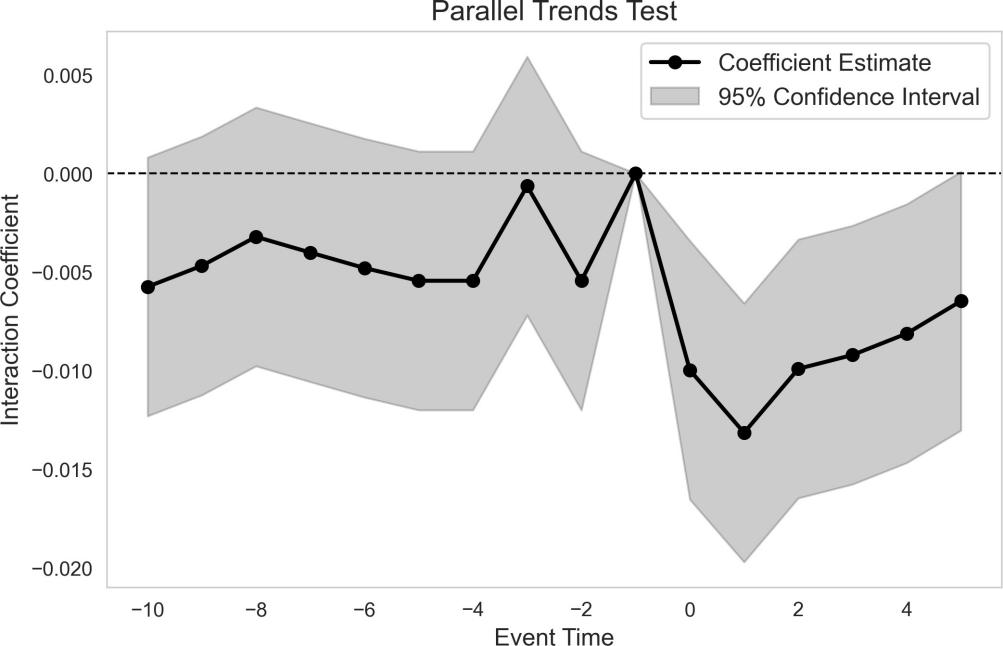 Parallel Trends Test
Coefficient Estimate
95% Confidence Interval
Interaction Coefficient
0.005
0.000
−0.005
−0.010
−0.015
−0.020
−10
−8
−6
−4
−2
0
2
4
Event Time